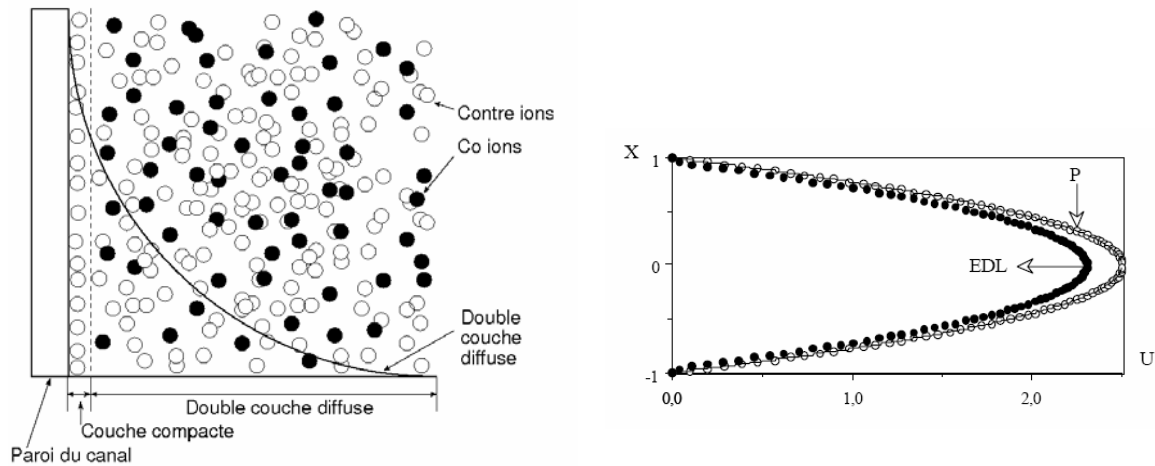 Contre ions
Co ions
Double
couche
diffuse
Double couche diffuse
Couche compacte
Paroi du canal
X
1
P
0
EDL
U
-1
0,0
1,0
2,0